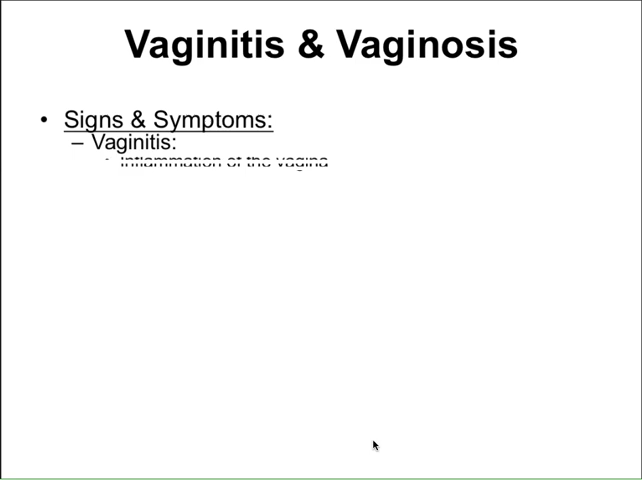 Vaginitis & Vaginosis
• Signs & Symptoms:
– Vaginitis:
• Inflammation of the vagina